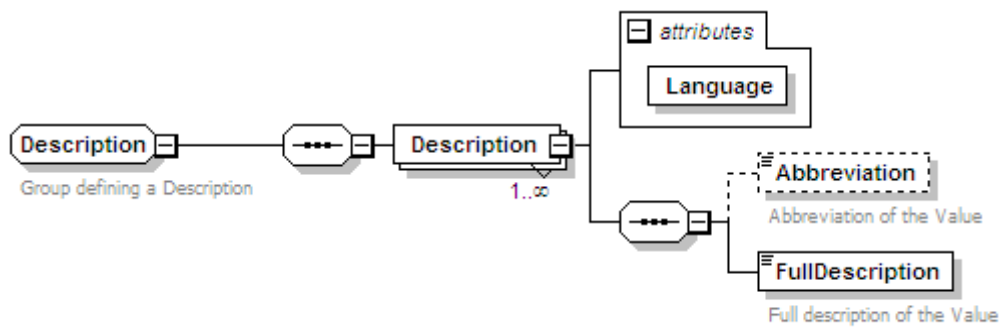 attributes
Language
Description
Description
Group defining a Description
1..∞
Abbreviation
Abbreviation of the Value
FullDescription
Full description of the Value